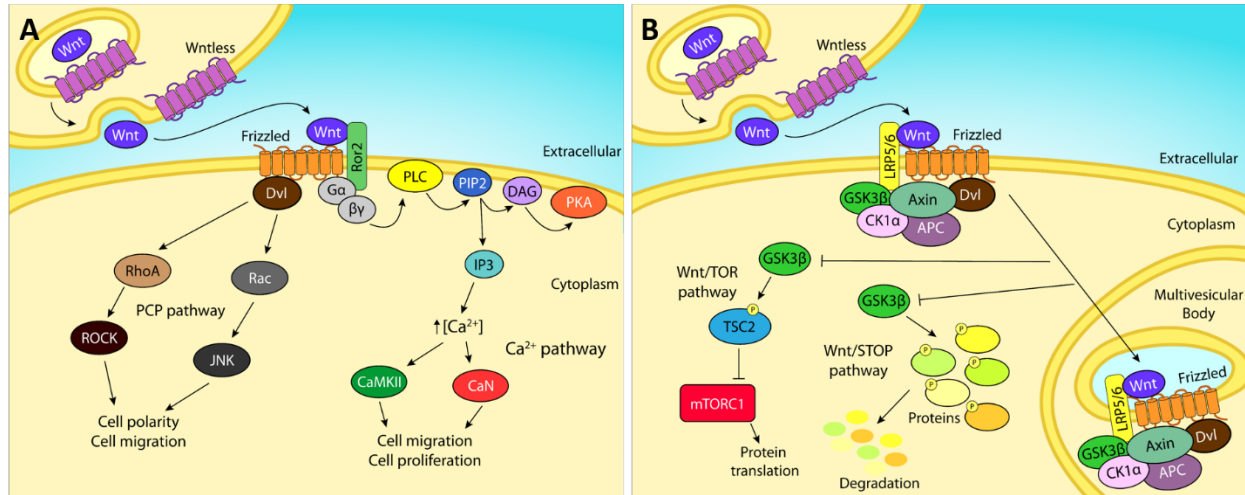 A
Wnt
Wntless
Wnt
Frizzled
Wnt
Ror2
Extracellular
Dvl
Gα
βγ
PLC
PIP2
DAG
PKA
RhoA
Rac
IP3
Cytoplasm
PCP pathway
ROCK
JNK
↑[Ca²⁺]
Ca²⁺ pathway
CaMKII
CaN
Cell polarity
Cell migration
Cell migration
Cell proliferation
B
Wnt
Wntless
Wnt
Wnt
Frizzled
LRP5/6
Extracellular
GSK3β
Axin
Dvl
CK1α
APC
Cytoplasm
Wnt/TOR
pathway
GSK3β
GSK3β
P
TSC2
Wnt/STOP
pathway
P
P
P
P
P
Proteins
mTORC1
Protein
translation
Degradation
Multivesicular
Body
Wnt
Frizzled
LRP5/6
GSK3β
Axin
Dvl
CK1α
APC